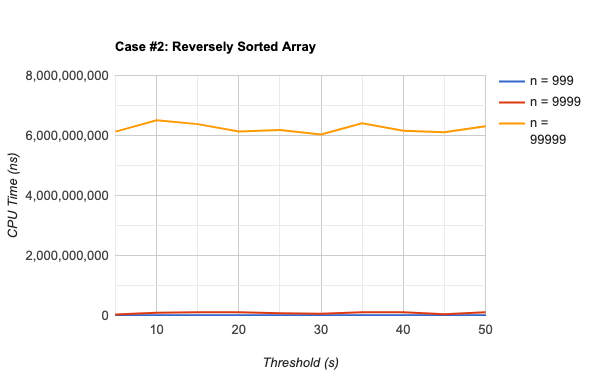 Case #2: Reversely Sorted Array
8,000,000,000
6,000,000,000
4,000,000,000
2,000,000,000
0
CPU Time (ns)
10 20 30 40 50
Threshold (s)
n = 999
n = 9999
n =
99999